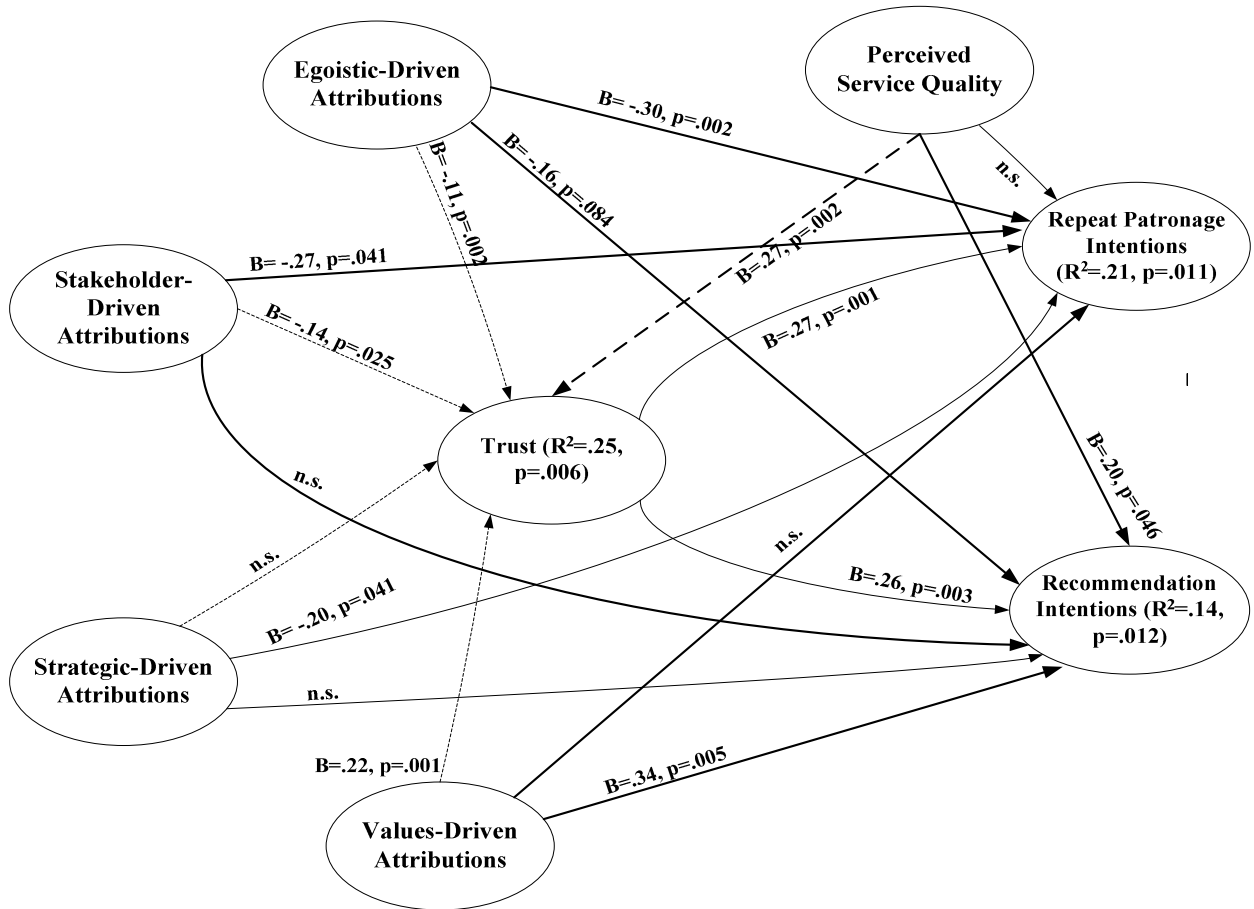 Egoistic-Driven
Attributions
Perceived
Service Quality
B= -.30, p=.002
B= -.16, p=.084
B= -.11, p=.002
n.s.
B=.27, p=.002
Repeat Patronage
Intentions
(R²=.21, p=.011)
B= -.27, p=.041
Stakeholder-
Driven
Attributions
B= -.14, p=.025
B=.27, p=.001
Trust (R²=.25,
p=.006)
n.s.
B=.20, p=.046
n.s.
n.s.
B=.26, p=.003
Recommendation
Intentions (R²=.14,
p=.012)
B= -.20, p=.041
Strategic-Driven
Attributions
n.s.
B=.22, p=.001
B=.34, p=.005
Values-Driven
Attributions